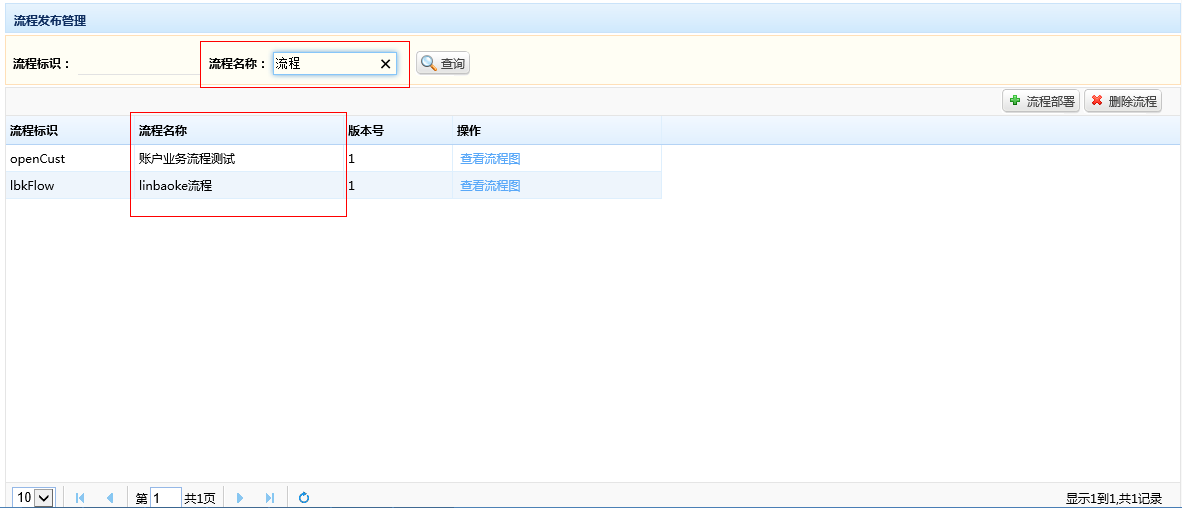 流程发布管理
流程标识： 流程名称： 流程 ✕ 查询
流程部署 删除流程
流程标识 流程名称 版本号 操作
openCust 账户业务流程测试 1 查看流程图
lbkFlow linbaoke流程 1 查看流程图
10 第 1 共1页 显示1到1,共1记录